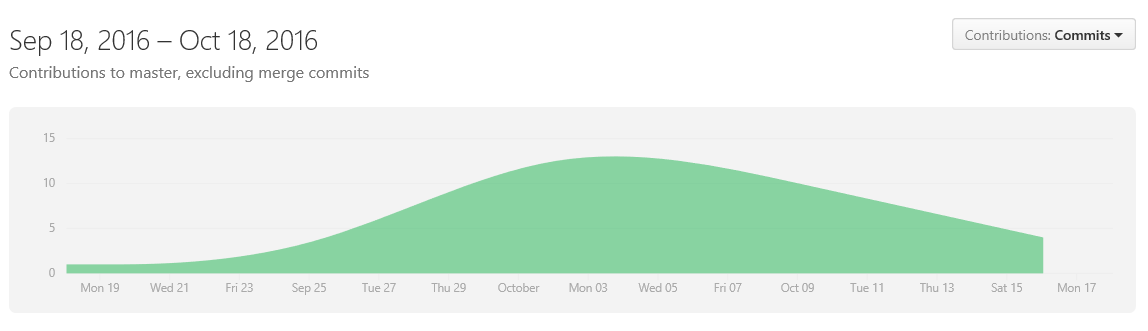 Sep 18, 2016 – Oct 18, 2016
Contributions: Commits
Contributions to master, excluding merge commits
15
10
5
0
Mon 19 Wed 21 Fri 23 Sep 25 Tue 27 Thu 29 October Mon 03 Wed 05 Fri 07 Oct 09 Tue 11 Thu 13 Sat 15 Mon 17